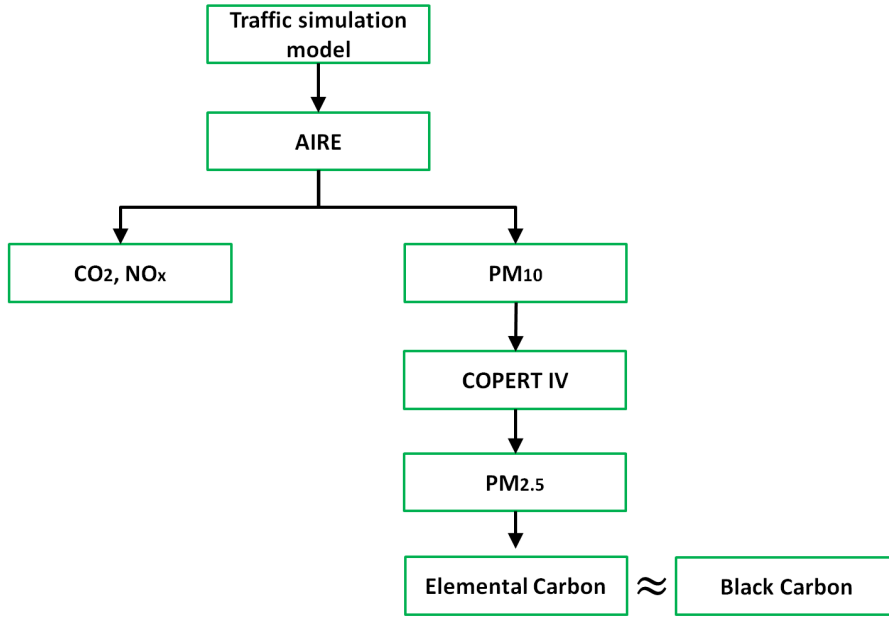 Traffic simulation
model
AIRE
CO2, NOx
PM10
COPERT IV
PM2.5
Elemental Carbon ≈ Black Carbon